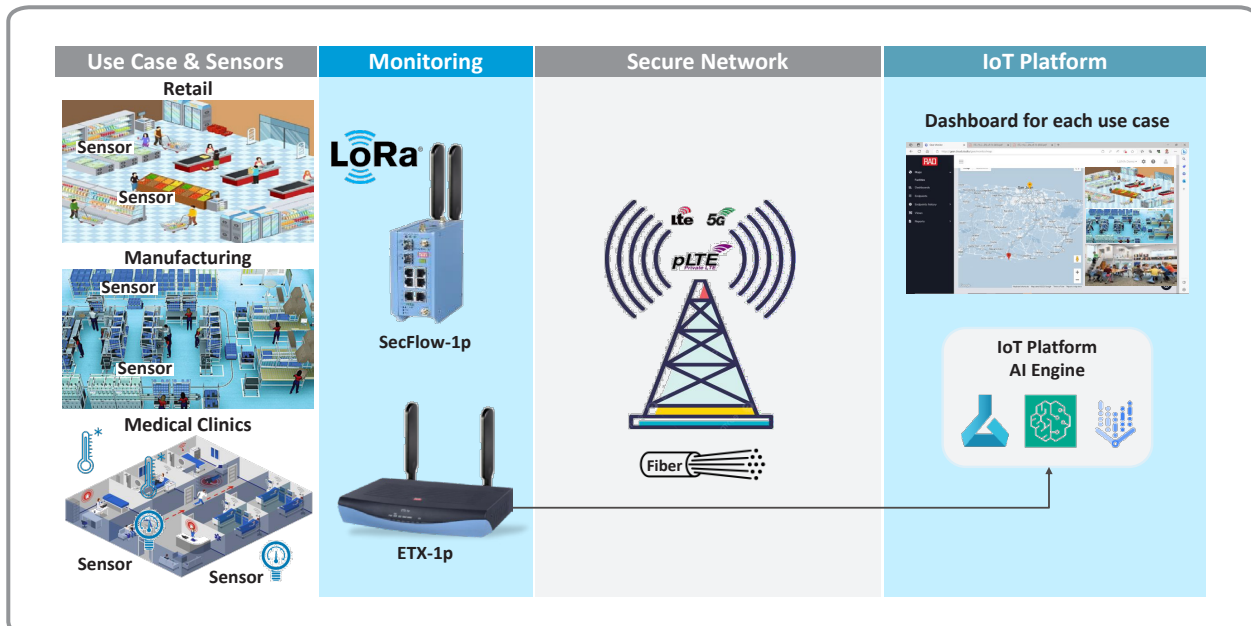 Use Case & Sensors
Monitoring
Secure Network
IoT Platform
Retail
Sensor
Sensor
Manufacturing
Sensor
Sensor
Medical Clinics
Sensor
Sensor
LoRa
SecFlow-1p
ETX-1p
Lte
5G
pLTE
Private LTE
Fiber
Dashboard for each use case
RAD
IoT Platform
AI Engine